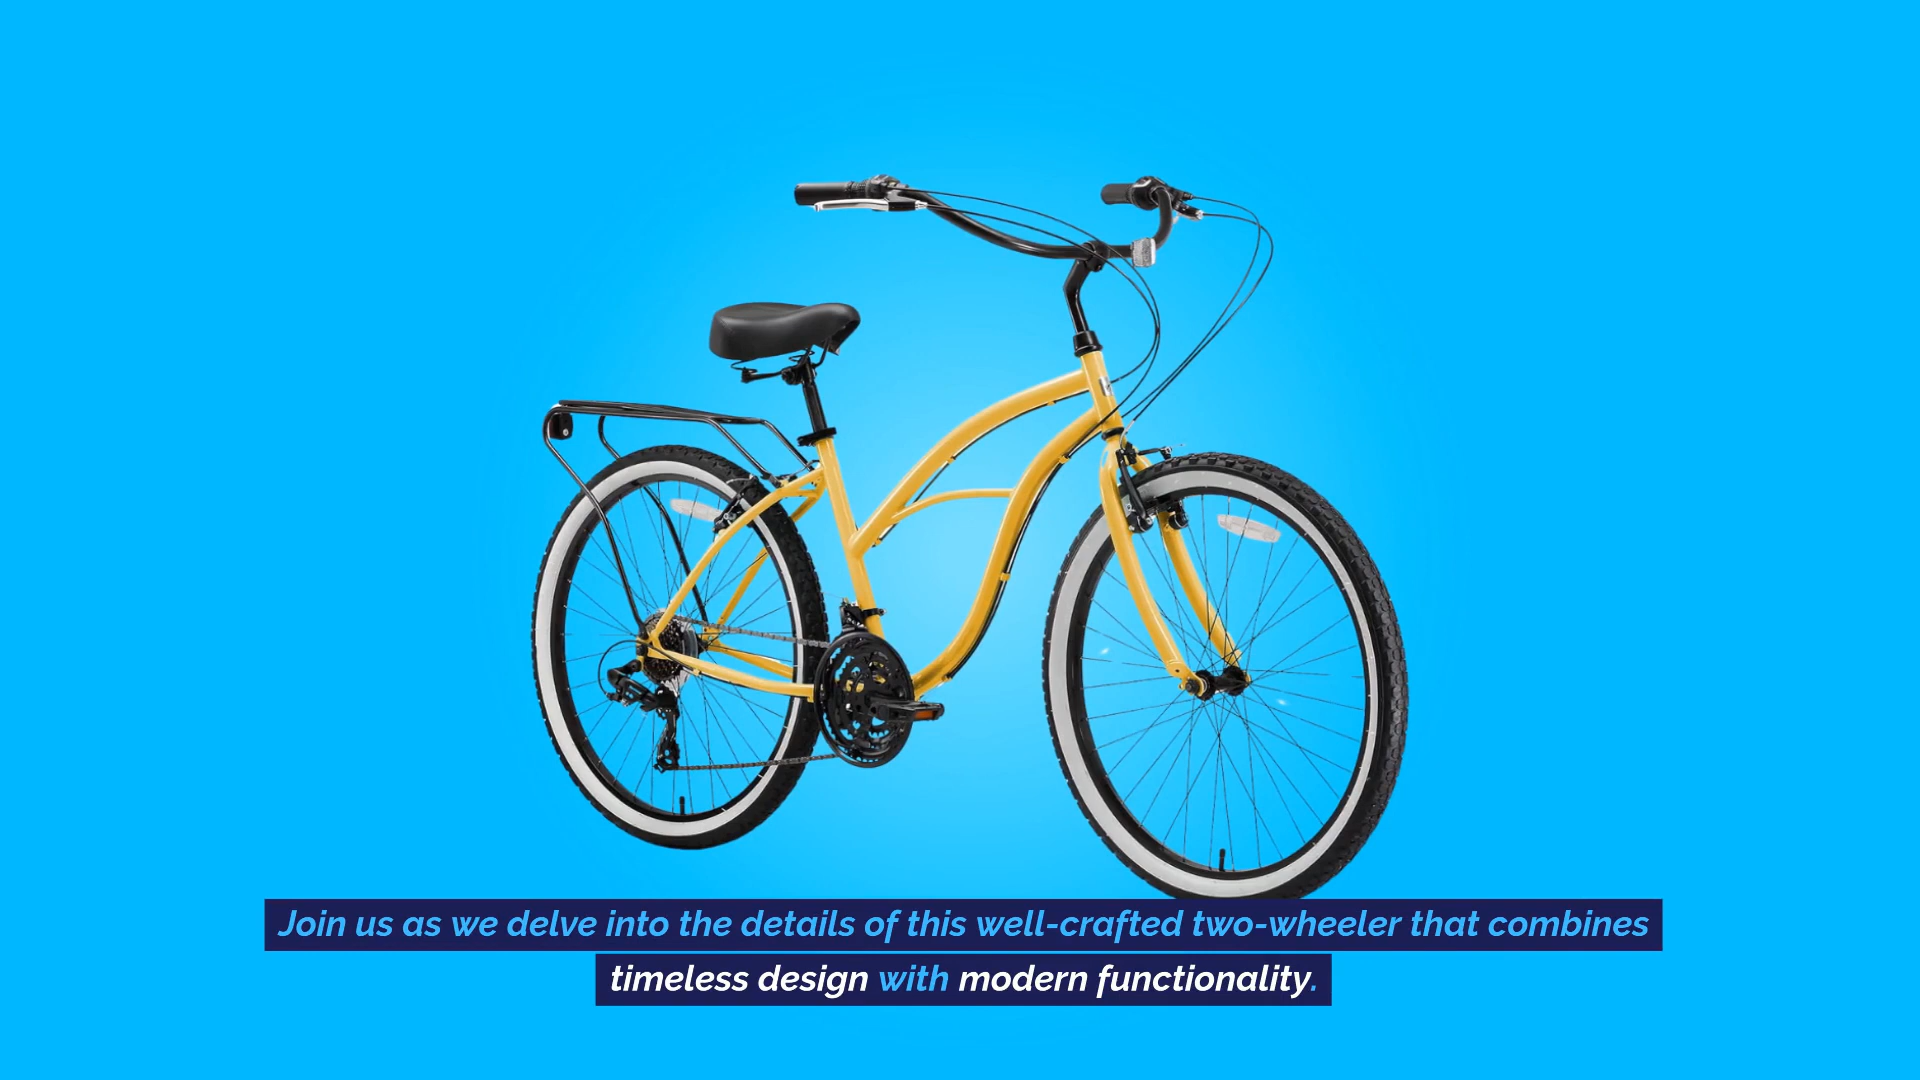 Join us as we delve into the details of this well-crafted two-wheeler that combines
timeless design with modern functionality.